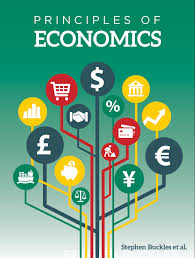 PRINCIPLES OF
ECONOMICS
$
%
£
€
¥
Stephen Buckles et al.